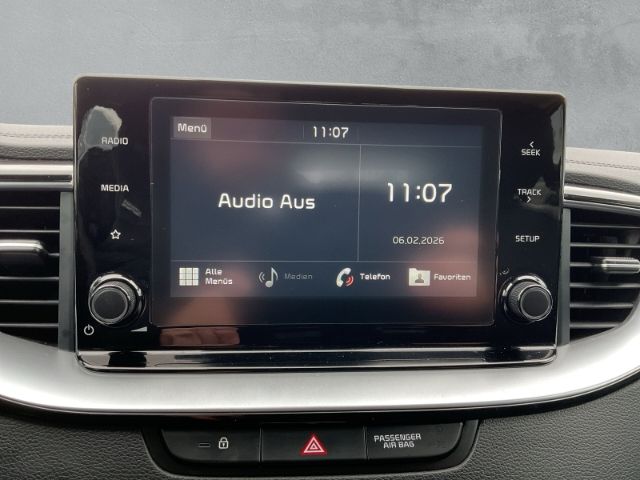 Menü
11:07
RADIO
MEDIA
Audio Aus
11:07
06.02.2026
Alle
Menüs
Medien
Telefon
Favoriten
SEEK
TRACK
SETUP
PASSENGER
AIR BAG